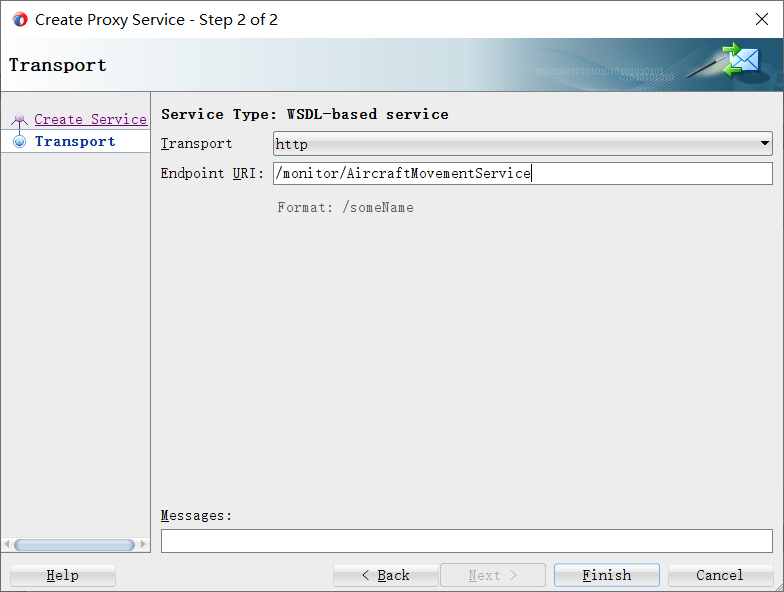 Create Proxy Service - Step 2 of 2
Transport
Create Service
Transport
Service Type: WSDL-based service
Transport http
Endpoint URI: /monitor/AircraftMovementService
Format: /someName
Messages:
Help < Back Next > Finish Cancel